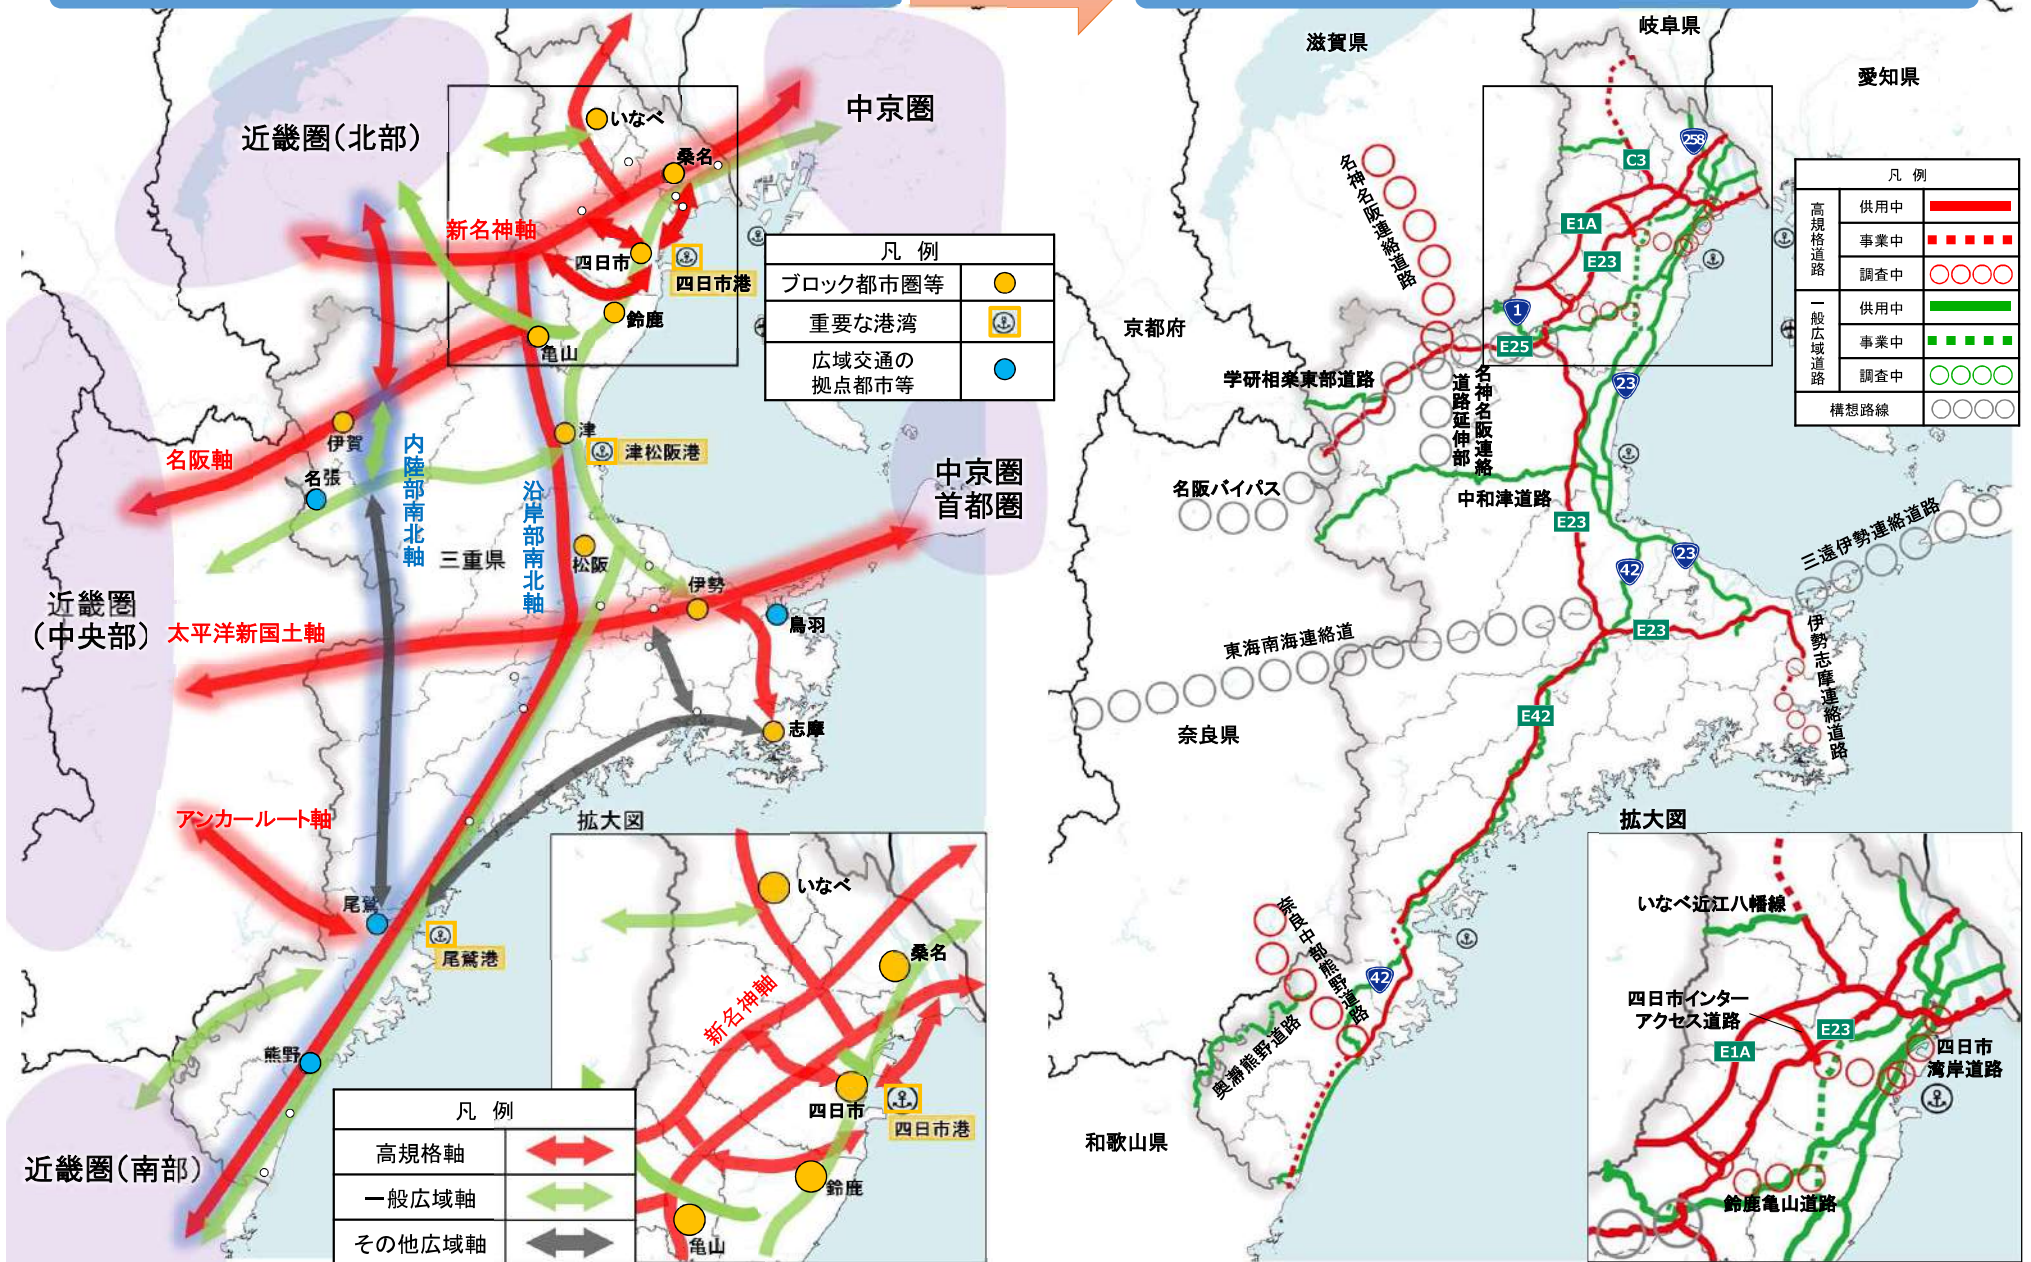 近畿圏(北部)
中京圏
いなべ
桑名
新名神軸
四日市
四日市港
鈴鹿
亀山
凡 例
ブロック都市圏等
重要な港湾
広域交通の
拠点都市等
伊賀
名阪軸
名張
内陸部南北軸
津
津松阪港
沿岸部南北軸
中京圏
首都圏
三重県
松阪
伊勢
鳥羽
近畿圏
(中央部)
太平洋新国土軸
志摩
アンカールート軸
尾鷲
尾鷲港
熊野
近畿圏(南部)
凡 例
高規格軸
一般広域軸
その他広域軸
拡大図
いなべ
桑名
新名神軸
四日市
四日市港
鈴鹿
亀山
滋賀県
岐阜県
愛知県
京都府
奈良県
和歌山県
258
C3
E1A
E23
1
E25
23
名神名阪連絡道路
学研相楽東部道路
名神名阪連絡
道路延伸部
名阪バイパス
中和津道路
E23
42
23
三遠伊勢連絡道路
東海南海連絡道
E23
伊勢志摩連絡道路
E42
奈良中部熊野道路
42
奥瀞熊野道路
凡 例
高規格道路
供用中
事業中
調査中
一般広域道路
供用中
事業中
調査中
構想路線
拡大図
いなべ近江八幡線
四日市インター
アクセス道路
E23
E1A
四日市
湾岸道路
鈴鹿亀山道路